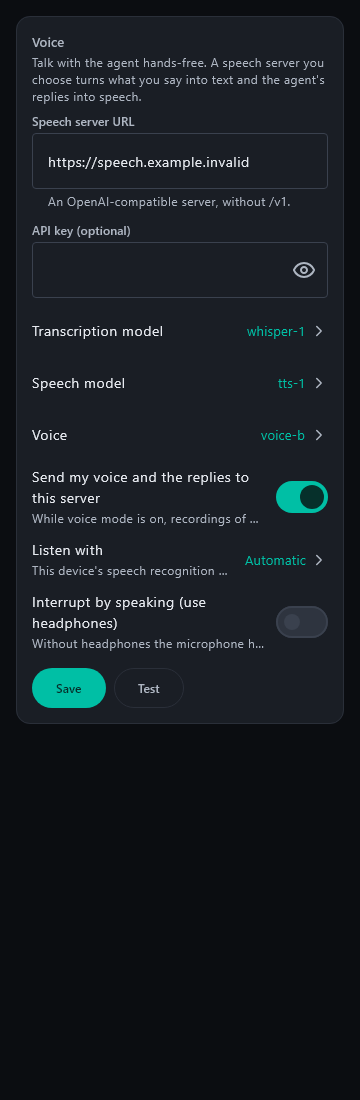 Voice
Talk with the agent hands-free. A speech server you
choose turns what you say into text and the agent's
replies into speech.
Speech server URL
https://speech.example.invalid
An OpenAI-compatible server, without /v1.
API key (optional)
Transcription model whisper-1
Speech model tts-1
Voice voice-b
Send my voice and the replies to
this server
While voice mode is on, recordings of ...
Listen with Automatic
This device's speech recognition ...
Interrupt by speaking (use
headphones)
Without headphones the microphone h...
Save Test